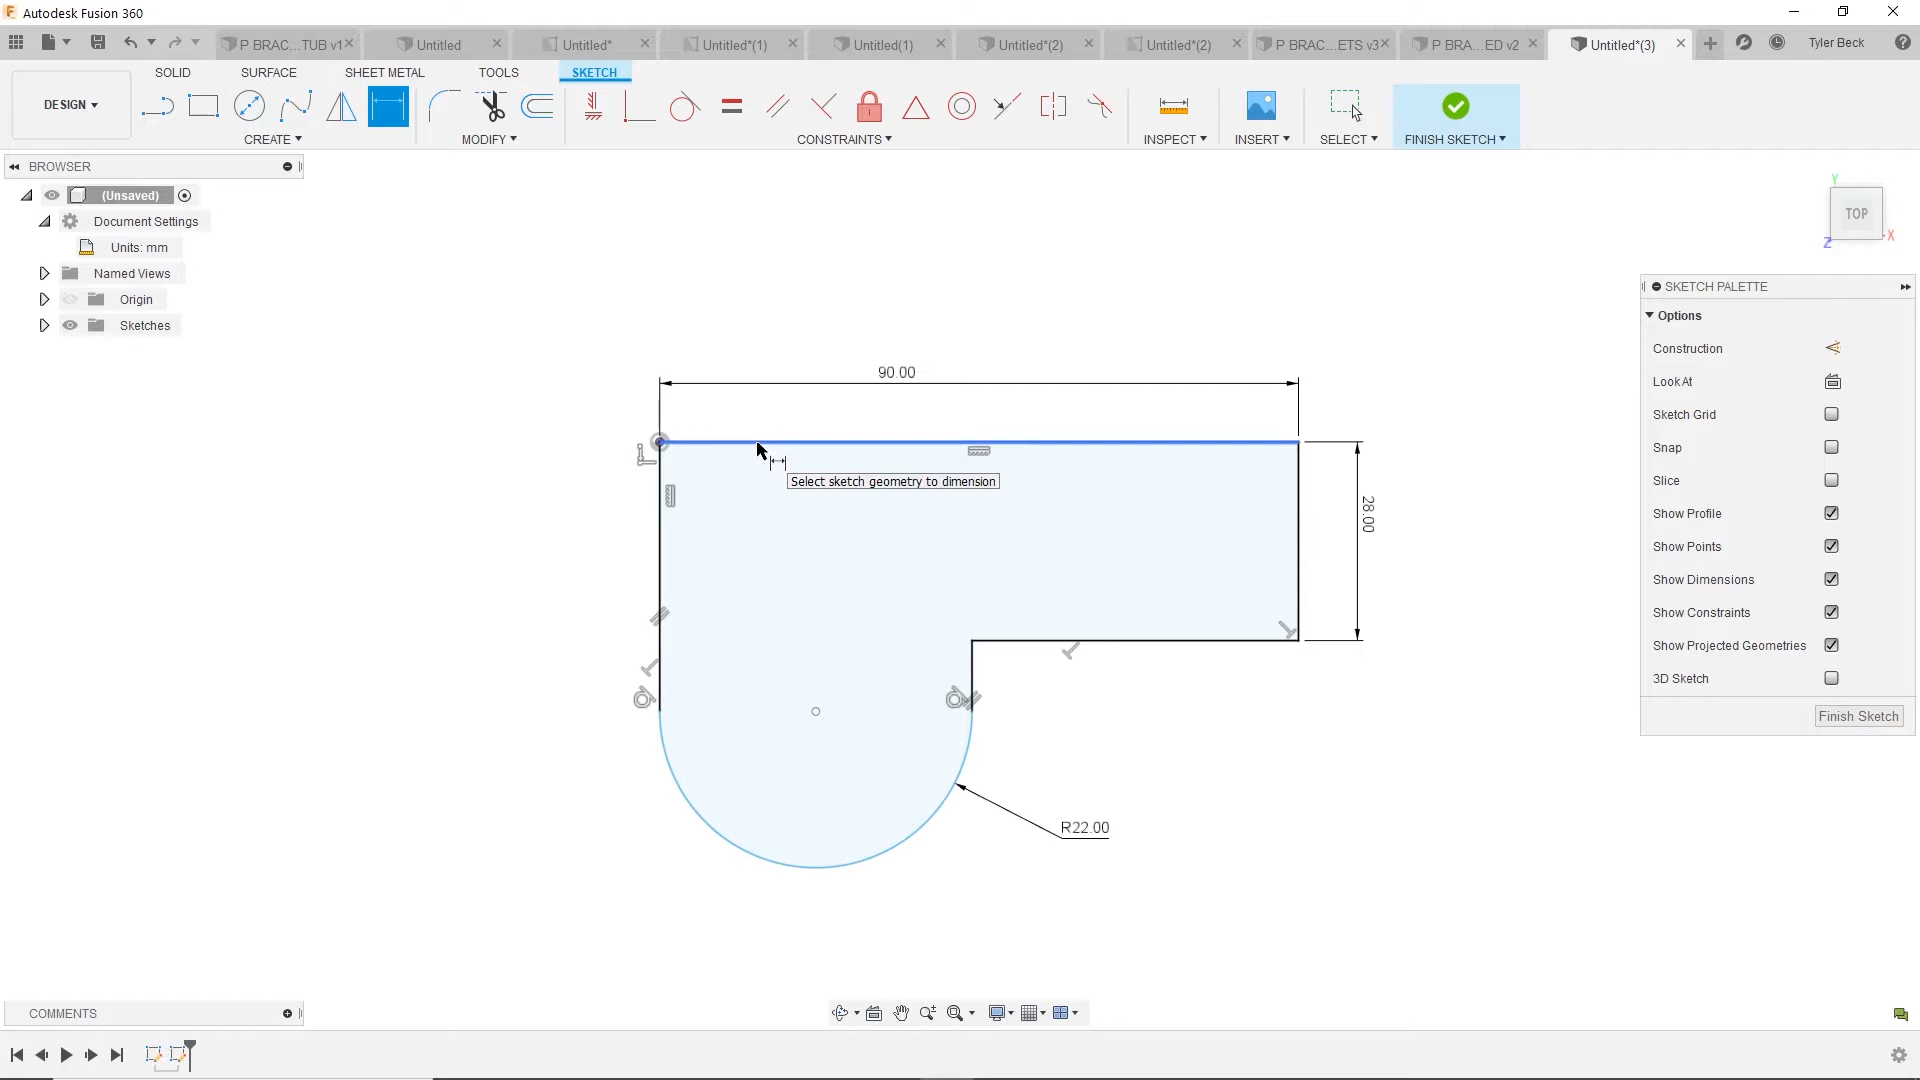 Autodesk Fusion 360
P BRAC...TUB v1
Untitled
Untitled*
Untitled*(1)
Untitled(1)
Untitled*(2)
Untitled*(2)
P BRAC...ETS v3
P BRA...ED v2
Untitled*(3)
Tyler Beck
SOLID
SURFACE
SHEET METAL
TOOLS
SKETCH
DESIGN
CREATE
MODIFY
CONSTRAINTS
INSPECT
INSERT
SELECT
FINISH SKETCH
BROWSER
(Unsaved)
Document Settings
Units: mm
Named Views
Origin
Sketches
Y
TOP
Z
X
SKETCH PALETTE
Options
Construction
Look At
Sketch Grid
Snap
Slice
Show Profile
Show Points
Show Dimensions
Show Constraints
Show Projected Geometries
3D Sketch
Finish Sketch
90.00
Select sketch geometry to dimension
28.00
R22.00
COMMENTS